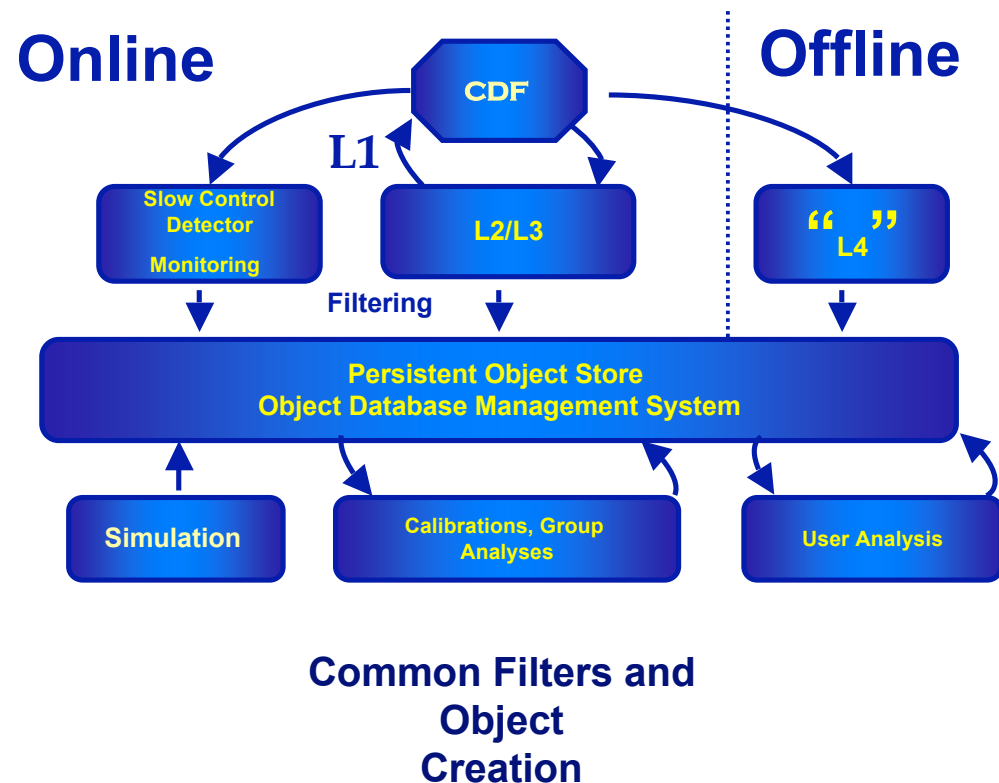 Online
Offline
CDF
L1
Slow Control
Detector
Monitoring
L2/L3
“L4”
Filtering
Persistent Object Store
Object Database Management System
Simulation
Calibrations, Group
Analyses
User Analysis
Common Filters and
Object
Creation